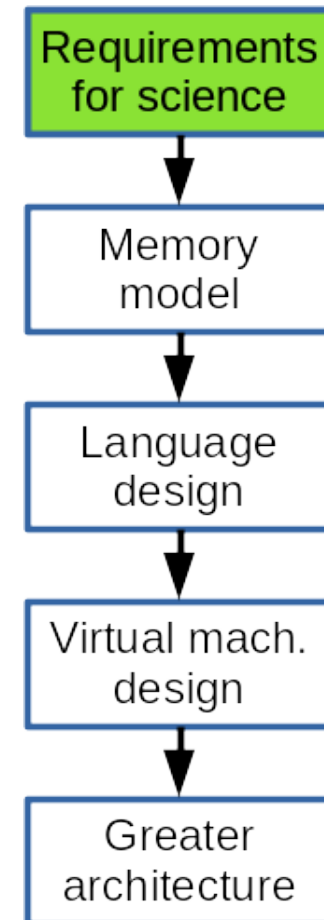 Requirements
for science
Memory
model
Language
design
Virtual mach.
design
Greater
architecture